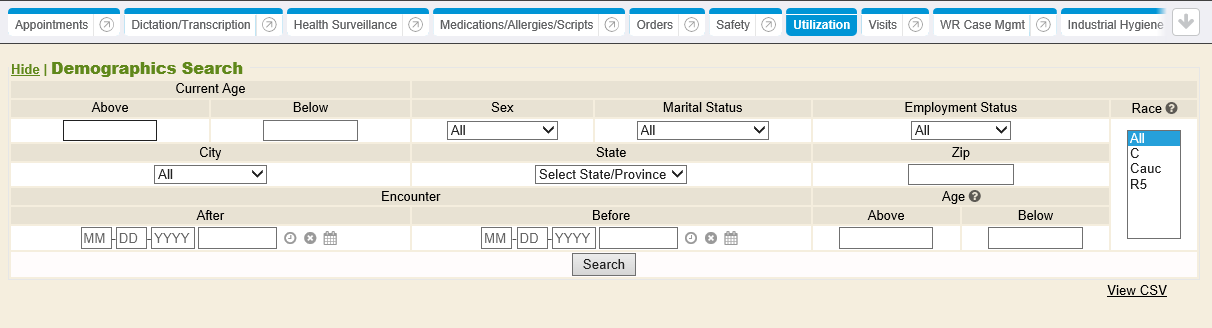 Appointments Dictation/Transcription Health Surveillance Medications/Allergies/Scripts Orders Safety Utilization Visits WR Case Mgmt Industrial Hygiene
Hide | Demographics Search
Current Age
Above Below Sex Marital Status Employment Status Race
All All All
All
C
Cauc
R5
City State Zip
All Select State/Province
Encounter Age
After Before Above Below
MM - DD - YYYY MM - DD - YYYY
Search
View CSV